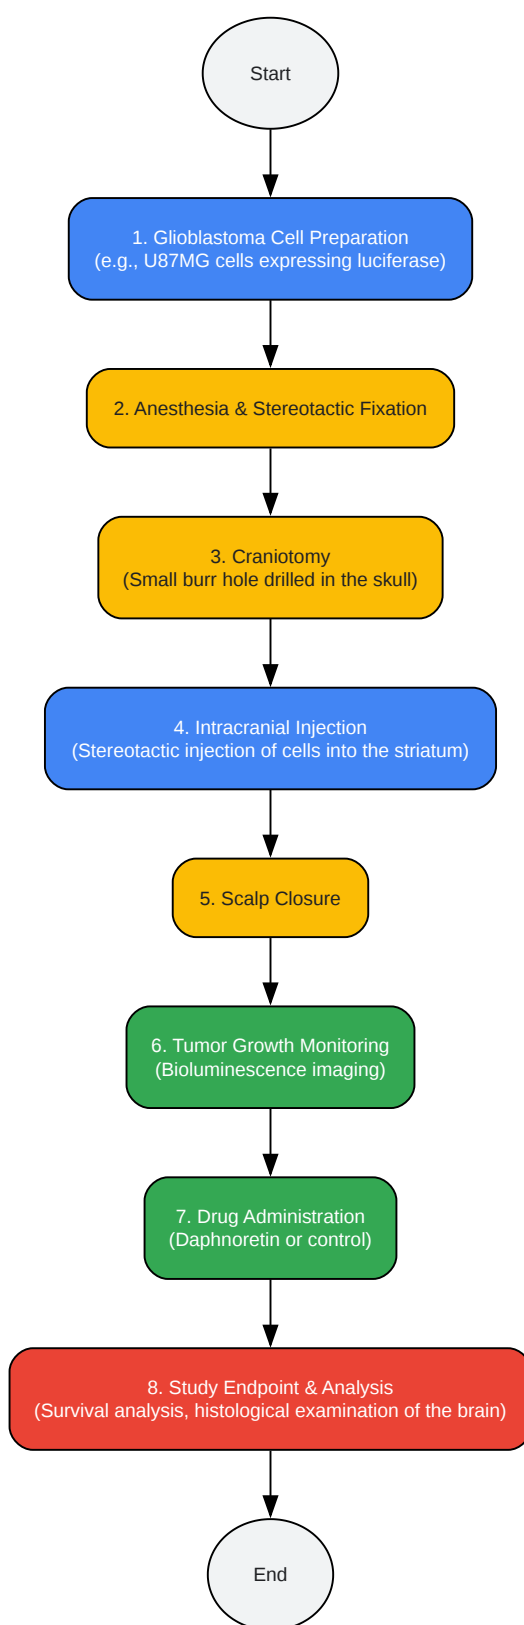 Start
1. Glioblastoma Cell Preparation
(e.g., U87MG cells expressing luciferase)
2. Anesthesia & Stereotactic Fixation
3. Craniotomy
(Small burr hole drilled in the skull)
4. Intracranial Injection
(Stereotactic injection of cells into the striatum)
5. Scalp Closure
6. Tumor Growth Monitoring
(Bioluminescence imaging)
7. Drug Administration
(Daphnoretin or control)
8. Study Endpoint & Analysis
(Survival analysis, histological examination of the brain)
End